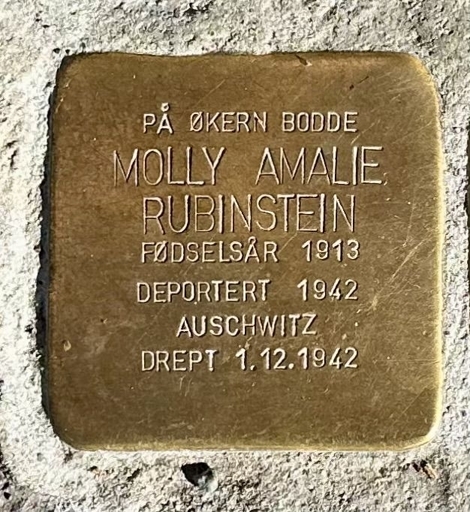 PÅ ØKERN BODDE
MOLLY AMALIE
RUBINSTEIN
FØDSELSÅR 1913
DEPORTERT 1942
AUSCHWITZ
DREPT 1.12.1942